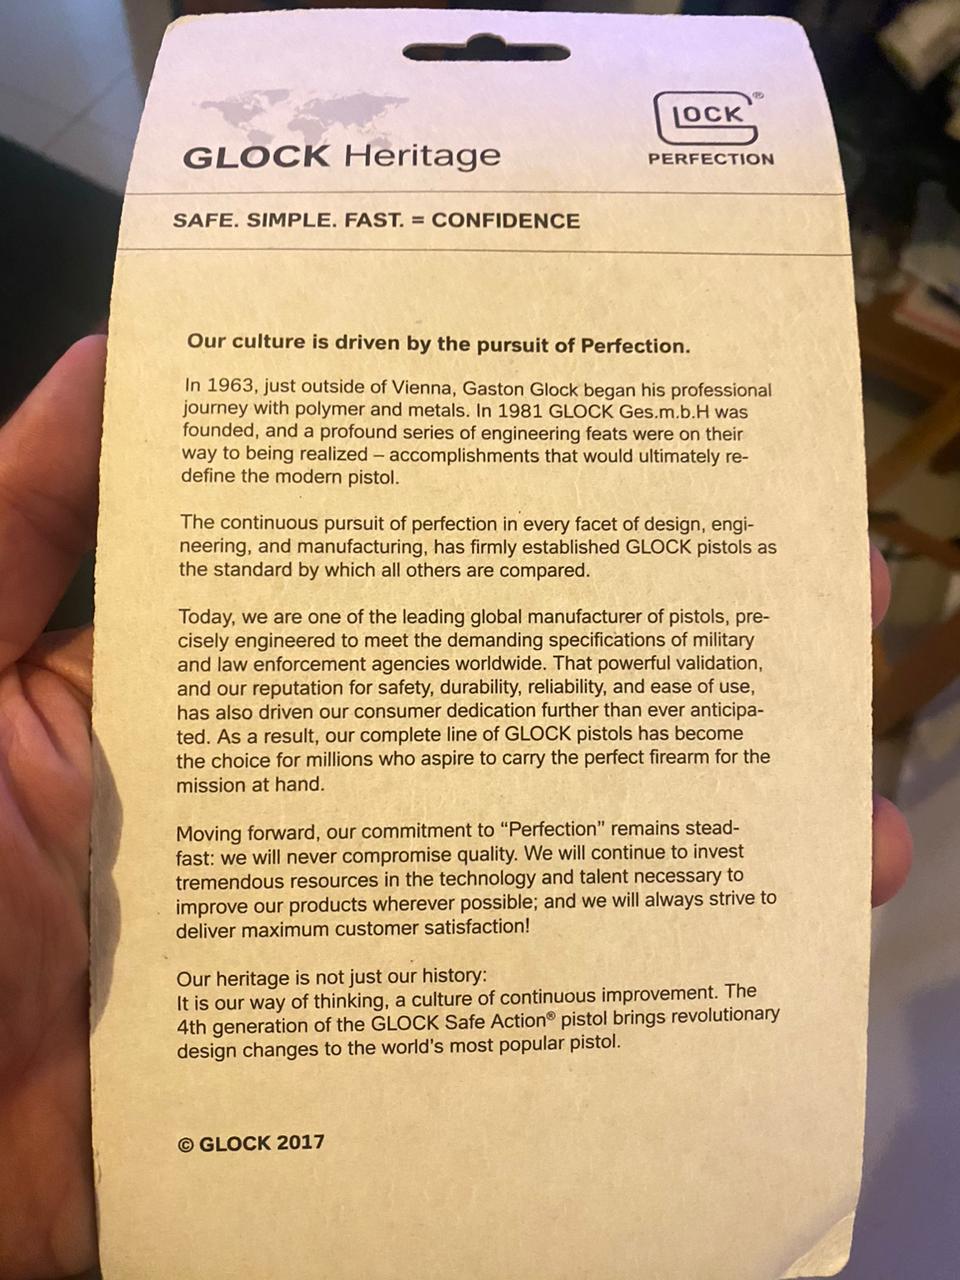 GLOCK Heritage
GLOCK®
PERFECTION
SAFE. SIMPLE. FAST. = CONFIDENCE
Our culture is driven by the pursuit of Perfection.
In 1963, just outside of Vienna, Gaston Glock began his professional
journey with polymer and metals. In 1981 GLOCK Ges.m.b.H was
founded, and a profound series of engineering feats were on their
way to being realized – accomplishments that would ultimately re-
define the modern pistol.
The continuous pursuit of perfection in every facet of design, engi-
neering, and manufacturing, has firmly established GLOCK pistols as
the standard by which all others are compared.
Today, we are one of the leading global manufacturer of pistols, pre-
cisely engineered to meet the demanding specifications of military
and law enforcement agencies worldwide. That powerful validation,
and our reputation for safety, durability, reliability, and ease of use,
has also driven our consumer dedication further than ever anticipa-
ted. As a result, our complete line of GLOCK pistols has become
the choice for millions who aspire to carry the perfect firearm for the
mission at hand.
Moving forward, our commitment to “Perfection” remains stead-
fast: we will never compromise quality. We will continue to invest
tremendous resources in the technology and talent necessary to
improve our products wherever possible; and we will always strive to
deliver maximum customer satisfaction!
Our heritage is not just our history:
It is our way of thinking, a culture of continuous improvement. The
4th generation of the GLOCK Safe Action® pistol brings revolutionary
design changes to the world’s most popular pistol.
© GLOCK 2017